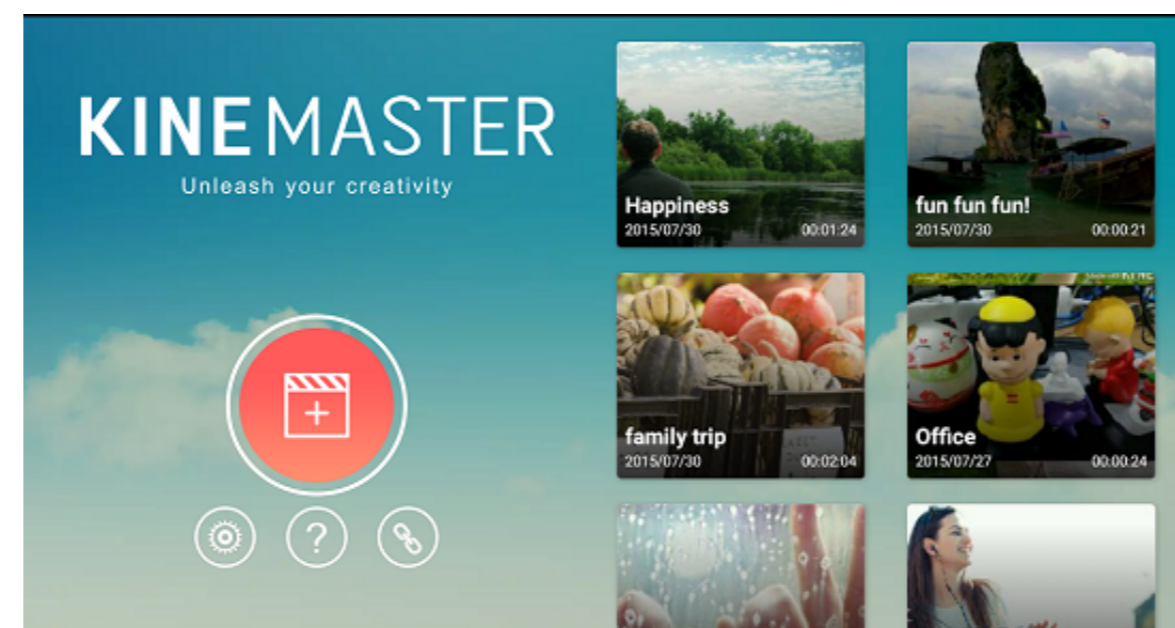 KINEMASTER
Unleash your creativity
Happiness
2015/07/30 00:01:24
fun fun fun!
2015/07/30 00:00:21
family trip
2015/07/30 00:02:04
Office
2015/07/27 00:00:24
?